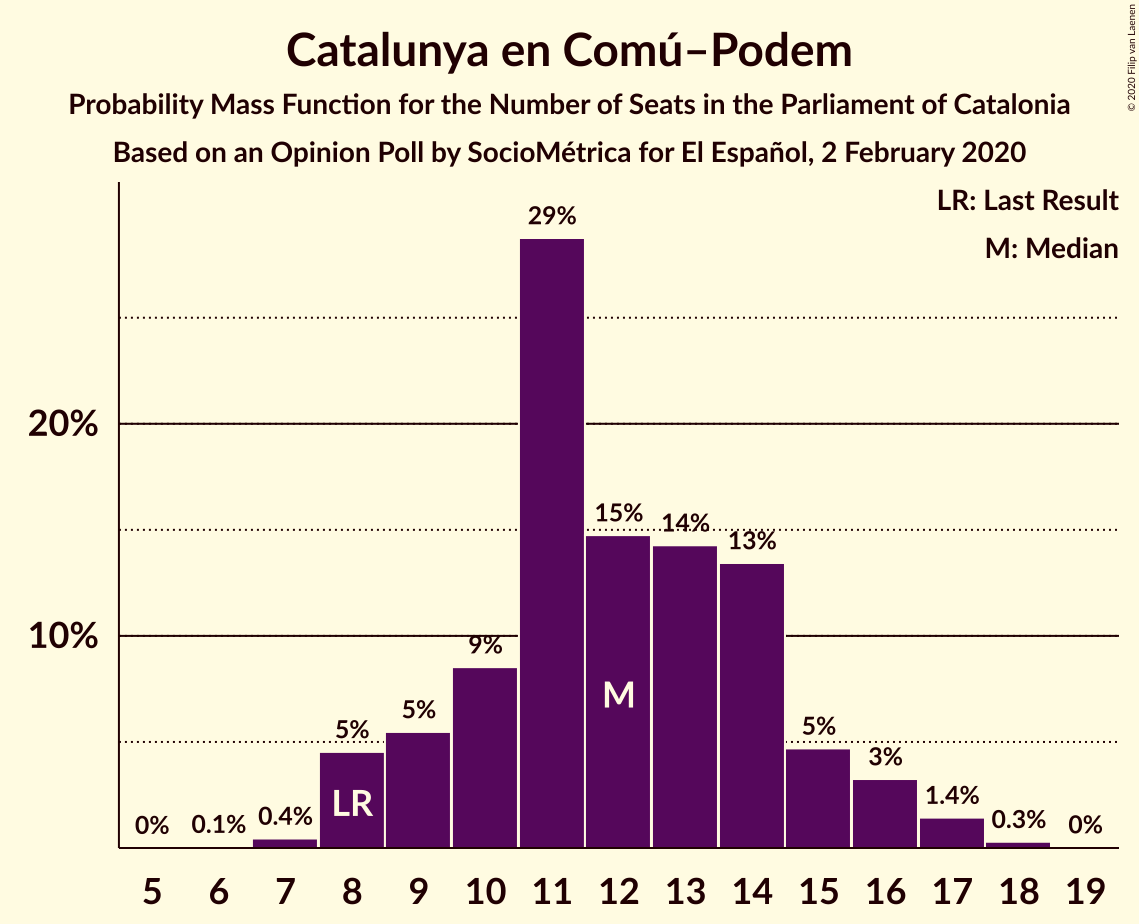 Catalunya en Comú–Podem
Probability Mass Function for the Number of Seats in the Parliament of Catalonia
Based on an Opinion Poll by SocioMétrica for El Español, 2 February 2020
© 2020 Filip van Laenen
LR: Last Result
M: Median
20%
10%
0%
0.1%
0.4%
5%
5%
9%
29%
15%
14%
13%
5%
3%
1.4%
0.3%
0%
LR
M
5 6 7 8 9 10 11 12 13 14 15 16 17 18 19